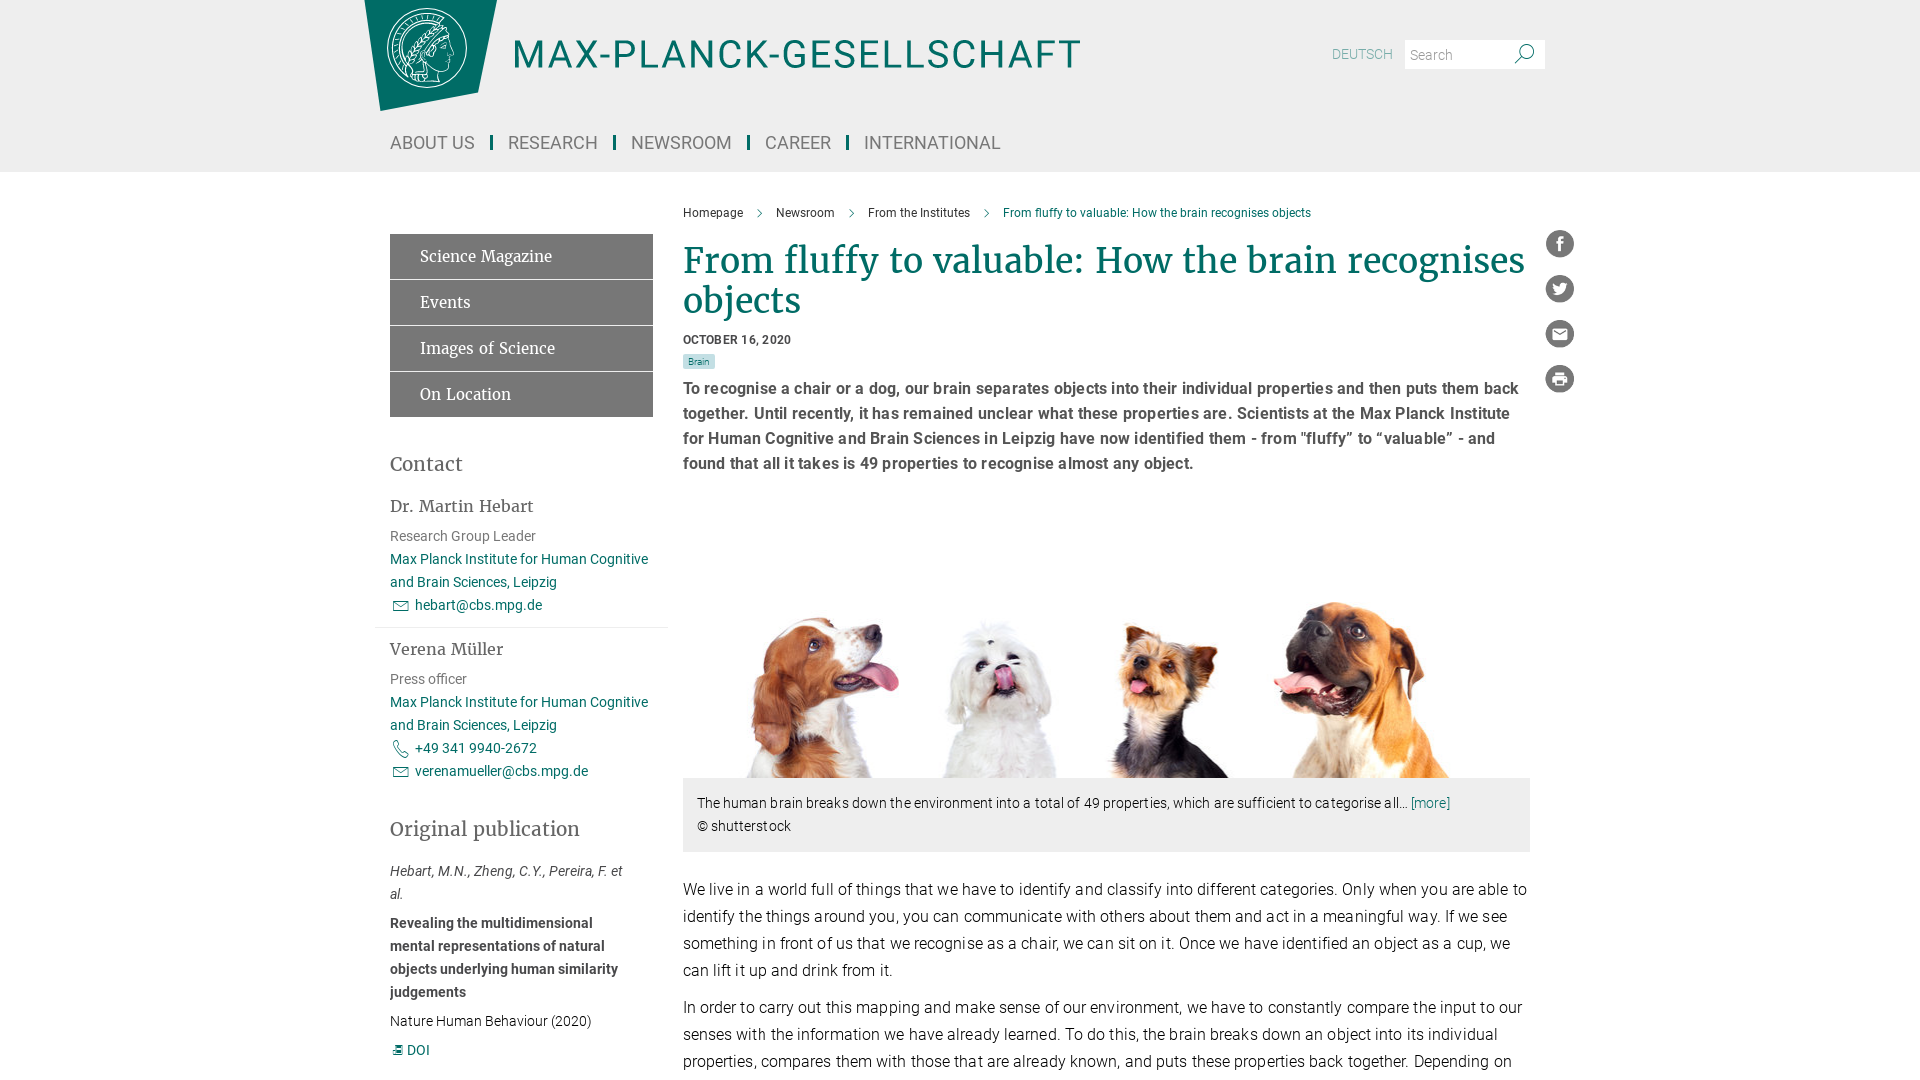 MAX-PLANCK-GESELLSCHAFT
DEUTSCH
Search
ABOUT US
RESEARCH
NEWSROOM
CAREER
INTERNATIONAL
Homepage
Newsroom
From the Institutes
From fluffy to valuable: How the brain recognises objects
Science Magazine
Events
Images of Science
On Location
Contact
Dr. Martin Hebart
Research Group Leader
Max Planck Institute for Human Cognitive
and Brain Sciences, Leipzig
hebart@cbs.mpg.de
Verena Müller
Press officer
Max Planck Institute for Human Cognitive
and Brain Sciences, Leipzig
+49 341 9940-2672
verenamueller@cbs.mpg.de
Original publication
Hebart, M.N., Zheng, C.Y., Pereira, F. et
al.
Revealing the multidimensional
mental representations of natural
objects underlying human similarity
judgements
Nature Human Behaviour (2020)
DOI
From fluffy to valuable: How the brain recognises
objects
OCTOBER 16, 2020
Brain
To recognise a chair or a dog, our brain separates objects into their individual properties and then puts them back
together. Until recently, it has remained unclear what these properties are. Scientists at the Max Planck Institute
for Human Cognitive and Brain Sciences in Leipzig have now identified them - from "fluffy” to “valuable” - and
found that all it takes is 49 properties to recognise almost any object.
The human brain breaks down the environment into a total of 49 properties, which are sufficient to categorise all... [more]
© shutterstock
We live in a world full of things that we have to identify and classify into different categories. Only when you are able to
identify the things around you, you can communicate with others about them and act in a meaningful way. If we see
something in front of us that we recognise as a chair, we can sit on it. Once we have identified an object as a cup, we
can lift it up and drink from it.
In order to carry out this mapping and make sense of our environment, we have to constantly compare the input to our
senses with the information we have already learned. To do this, the brain breaks down an object into its individual
properties, compares them with those that are already known, and puts these properties back together. Depending on